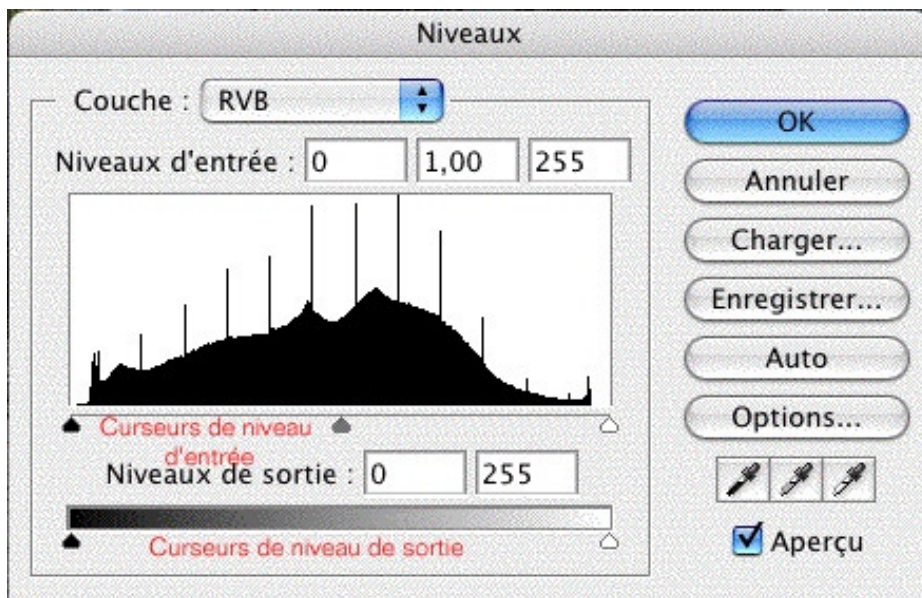 Niveaux
Couche : RVB
Niveaux d'entrée : 0 1,00 255
Curseurs de niveau
d'entrée
Niveaux de sortie : 0 255
Curseurs de niveau de sortie
OK
Annuler
Charger...
Enregistrer...
Auto
Options...
Aperçu